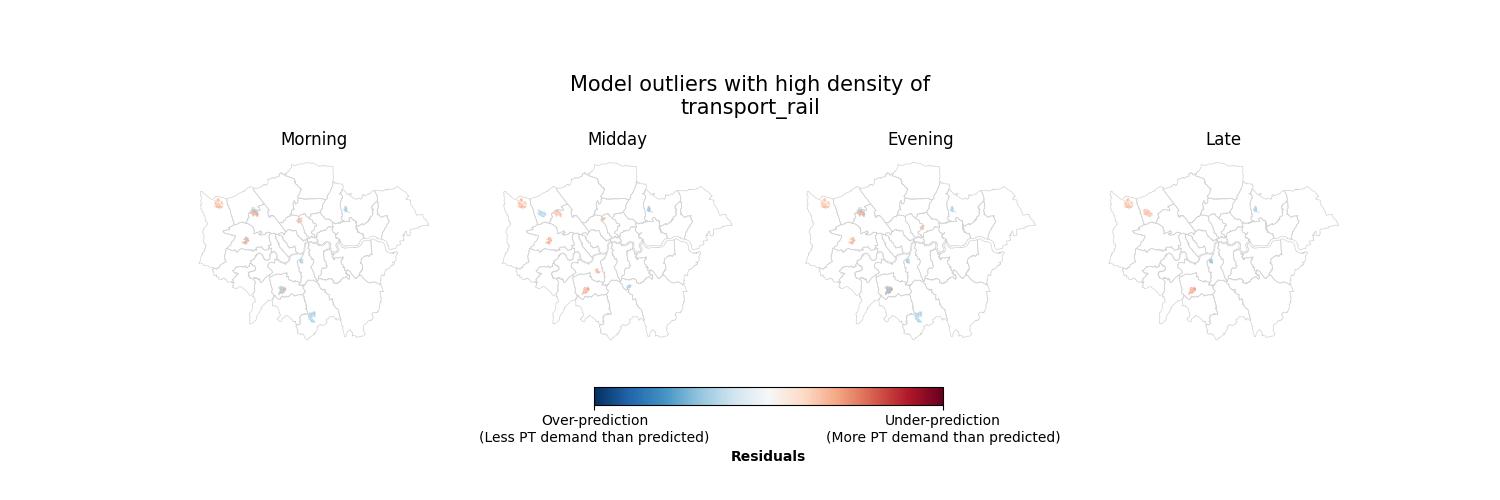 Model outliers with high density of
transport_rail
Morning
Midday
Evening
Late
Over-prediction
(Less PT demand than predicted)
Under-prediction
(More PT demand than predicted)
Residuals